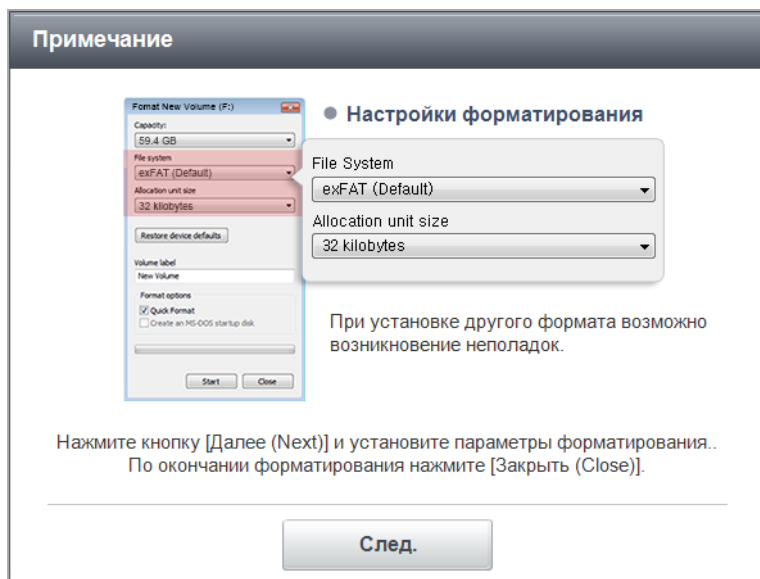 Примечание
Format New Volume (F:)
Capacity:
59.4 GB
File system
exFAT (Default)
Allocation unit size
32 kilobytes
Restore device defaults
Volume label
New Volume
Format options
Quick Format
Create an MS-DOS startup disk
Start
Close
Настройки форматирования
File System
exFAT (Default)
Allocation unit size
32 kilobytes
При установке другого формата возможно
возникновение неполадок.
Нажмите кнопку [Далее (Next)] и установите параметры форматирования..
По окончании форматирования нажмите [Закрыть (Close)].
След.